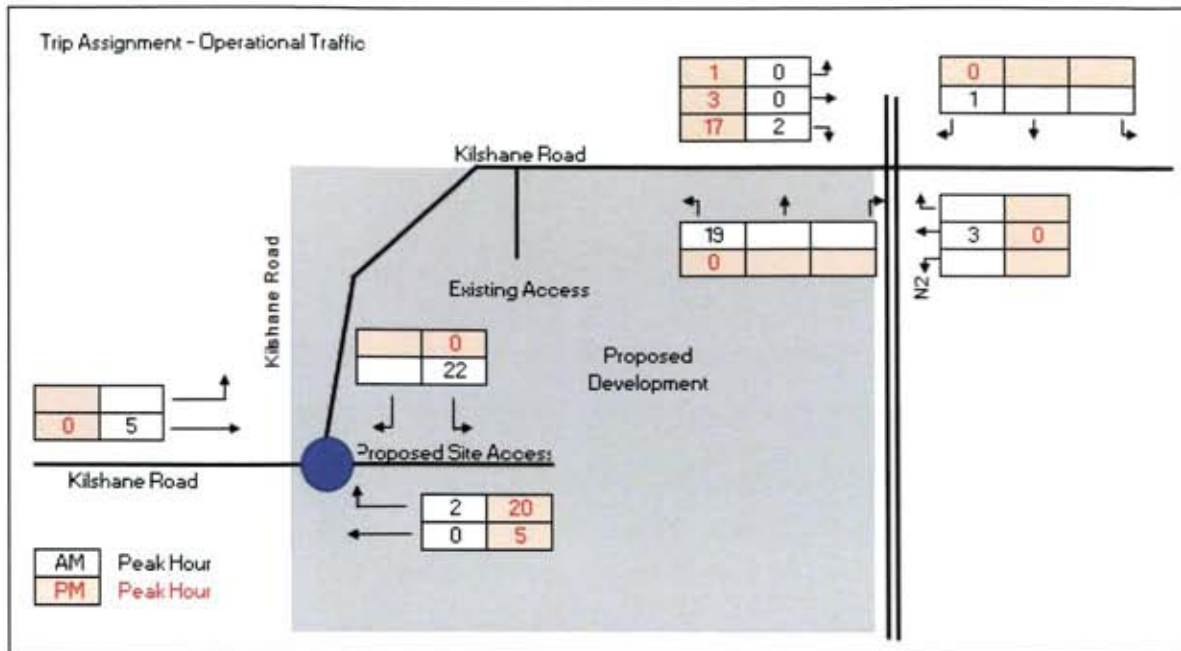 Trip Assignment - Operational Traffic
1 0
3 0
17 2
0
1
Kilshane Road
19
0
3 0
N2
Kilshane Road
Existing Access
0
22
Proposed
Development
0 5
Proposed Site Access
Kilshane Road
2 20
0 5
AM Peak Hour
PM Peak Hour